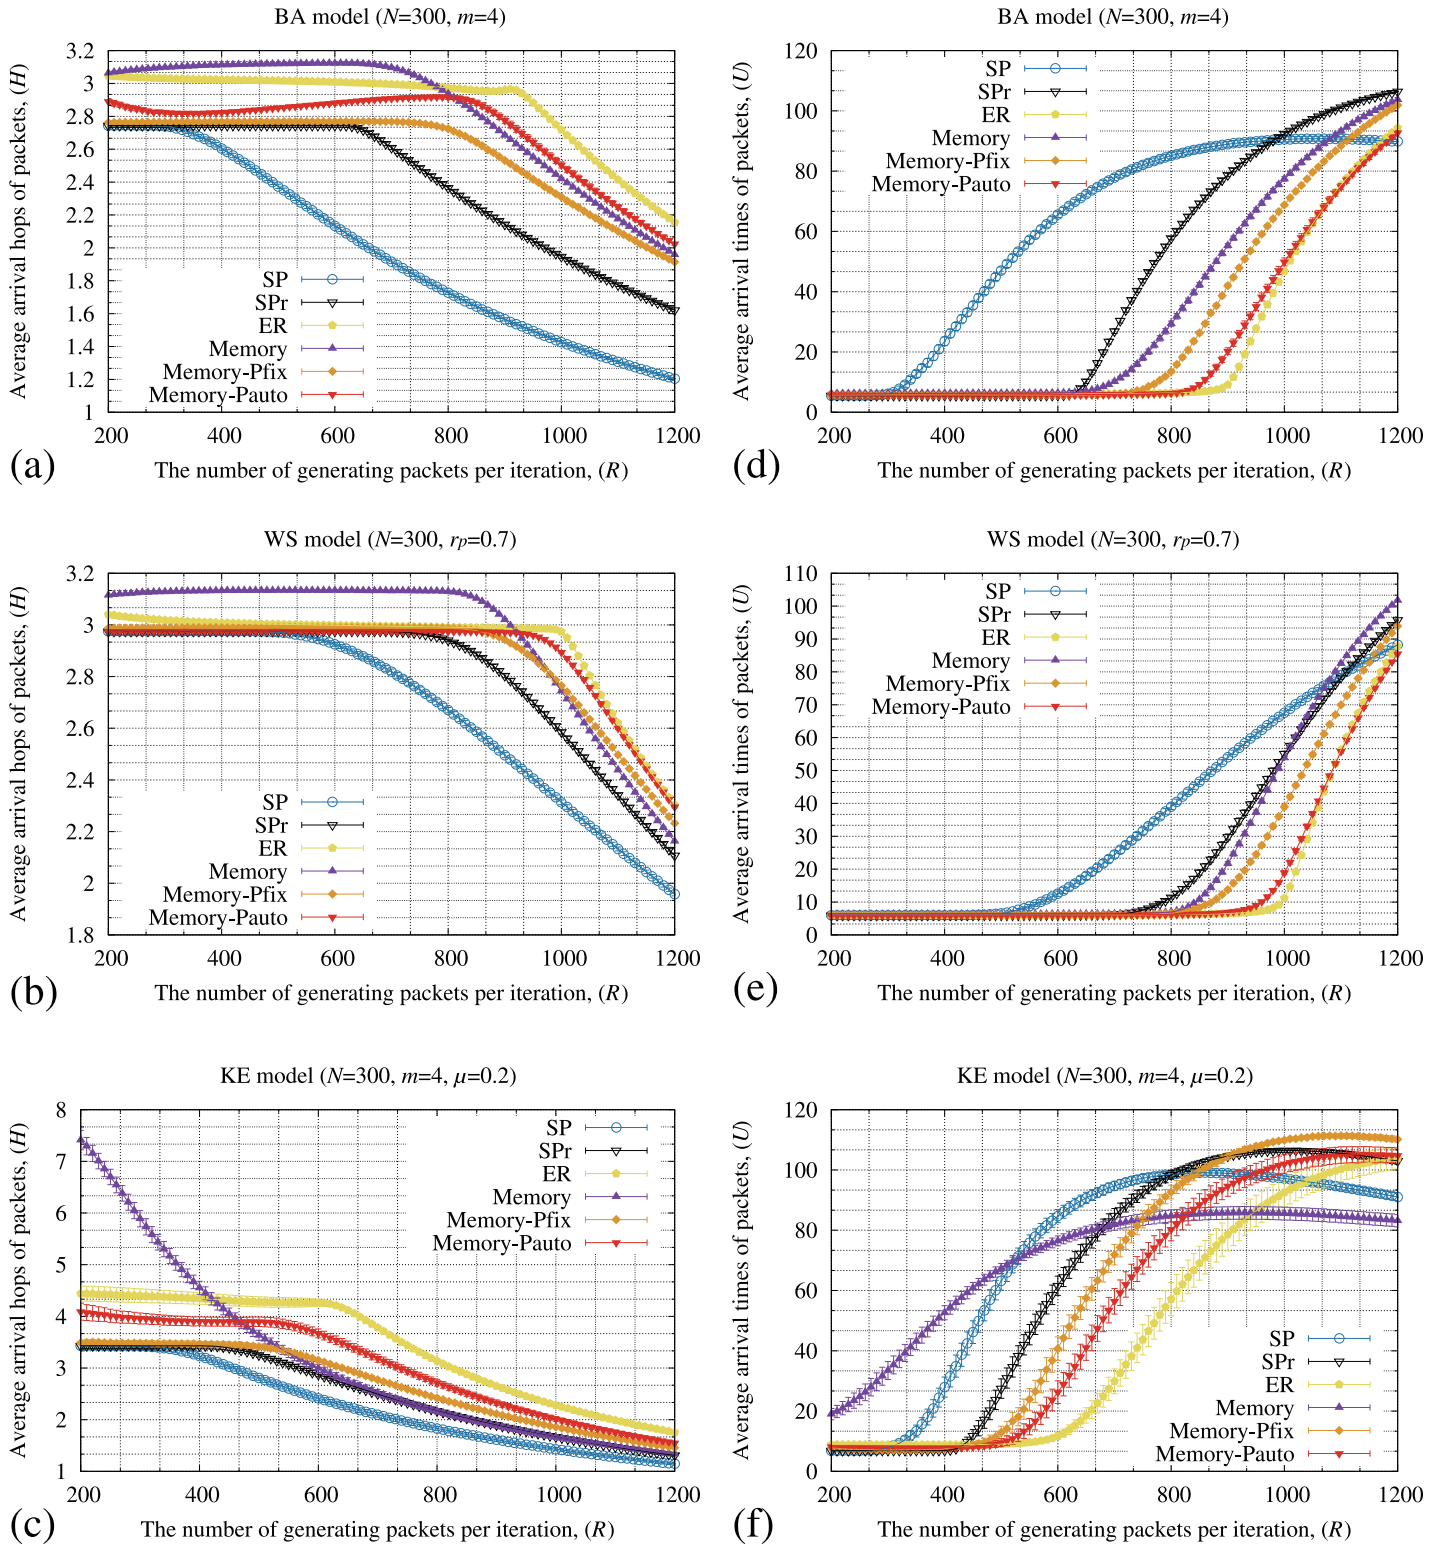 BA model (N=300, m=4)
Average arrival hops of packets, (H)
3.2
3
2.8
2.6
2.4
2.2
2
1.8
1.6
1.4
1.2
1
SP
SPr
ER
Memory
Memory-Pfix
Memory-Pauto
200 400 600 800 1000 1200
(a)
The number of generating packets per iteration, (R)
BA model (N=300, m=4)
Average arrival times of packets, (U)
120
100
80
60
40
20
0
SP
SPr
ER
Memory
Memory-Pfix
Memory-Pauto
200 400 600 800 1000 1200
(d)
The number of generating packets per iteration, (R)
WS model (N=300, rp=0.7)
Average arrival hops of packets, (H)
3.2
3
2.8
2.6
2.4
2.2
2
1.8
SP
SPr
ER
Memory
Memory-Pfix
Memory-Pauto
200 400 600 800 1000 1200
(b)
The number of generating packets per iteration, (R)
WS model (N=300, rp=0.7)
Average arrival times of packets, (U)
110
100
90
80
70
60
50
40
30
20
10
0
SP
SPr
ER
Memory
Memory-Pfix
Memory-Pauto
200 400 600 800 1000 1200
(e)
The number of generating packets per iteration, (R)
KE model (N=300, m=4, μ=0.2)
Average arrival hops of packets, (H)
8
7
6
5
4
3
2
1
SP
SPr
ER
Memory
Memory-Pfix
Memory-Pauto
200 400 600 800 1000 1200
(c)
The number of generating packets per iteration, (R)
KE model (N=300, m=4, μ=0.2)
Average arrival times of packets, (U)
120
100
80
60
40
20
0
SP
SPr
ER
Memory
Memory-Pfix
Memory-Pauto
200 400 600 800 1000 1200
(f)
The number of generating packets per iteration, (R)